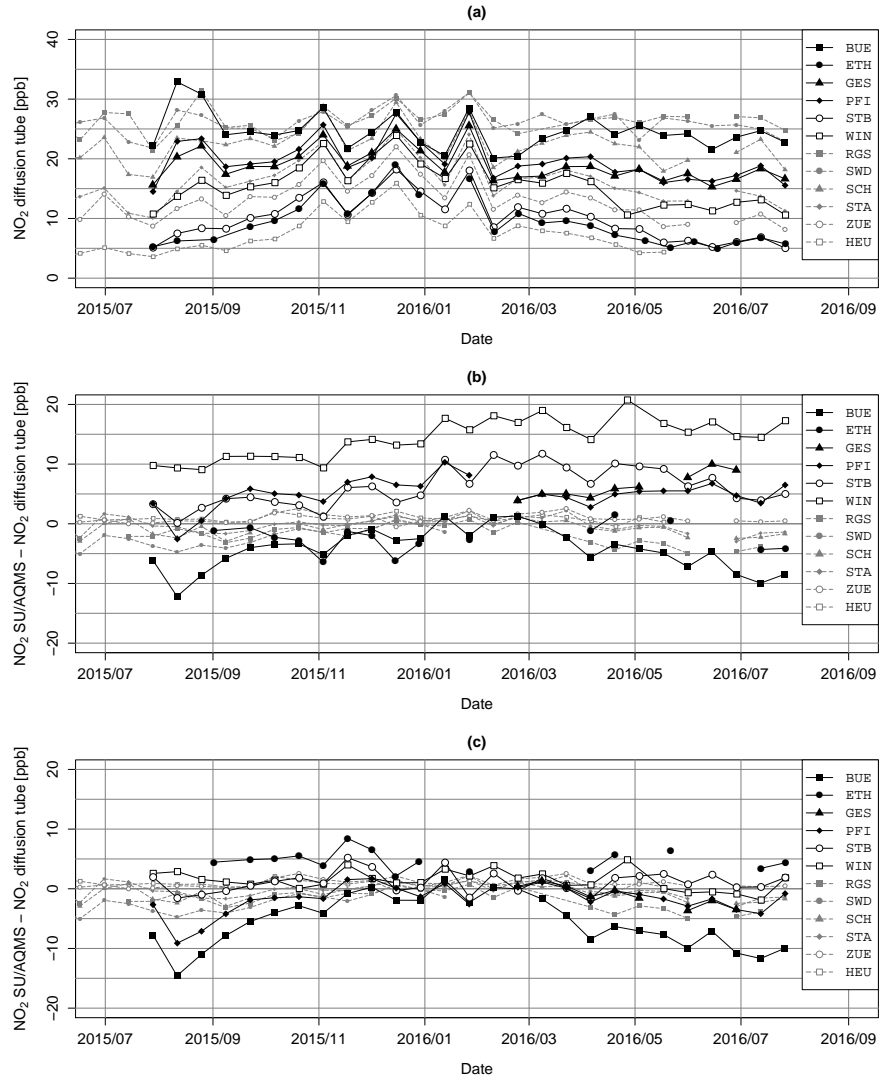 (a)
NO₂ diffusion tube [ppb]
40
30
20
10
0
2015/07 2015/09 2015/11 2016/01 2016/03 2016/05 2016/07 2016/09
Date
BUE
ETH
GES
PFI
STB
WIN
RGS
SWD
SCH
STA
ZUE
HEU
(b)
NO₂ SU/AQMS − NO₂ diffusion tube [ppb]
20
10
0
−10
−20
2015/07 2015/09 2015/11 2016/01 2016/03 2016/05 2016/07 2016/09
Date
BUE
ETH
GES
PFI
STB
WIN
RGS
SWD
SCH
STA
ZUE
HEU
(c)
NO₂ SU/AQMS − NO₂ diffusion tube [ppb]
20
10
0
−10
−20
2015/07 2015/09 2015/11 2016/01 2016/03 2016/05 2016/07 2016/09
Date
BUE
ETH
GES
PFI
STB
WIN
RGS
SWD
SCH
STA
ZUE
HEU